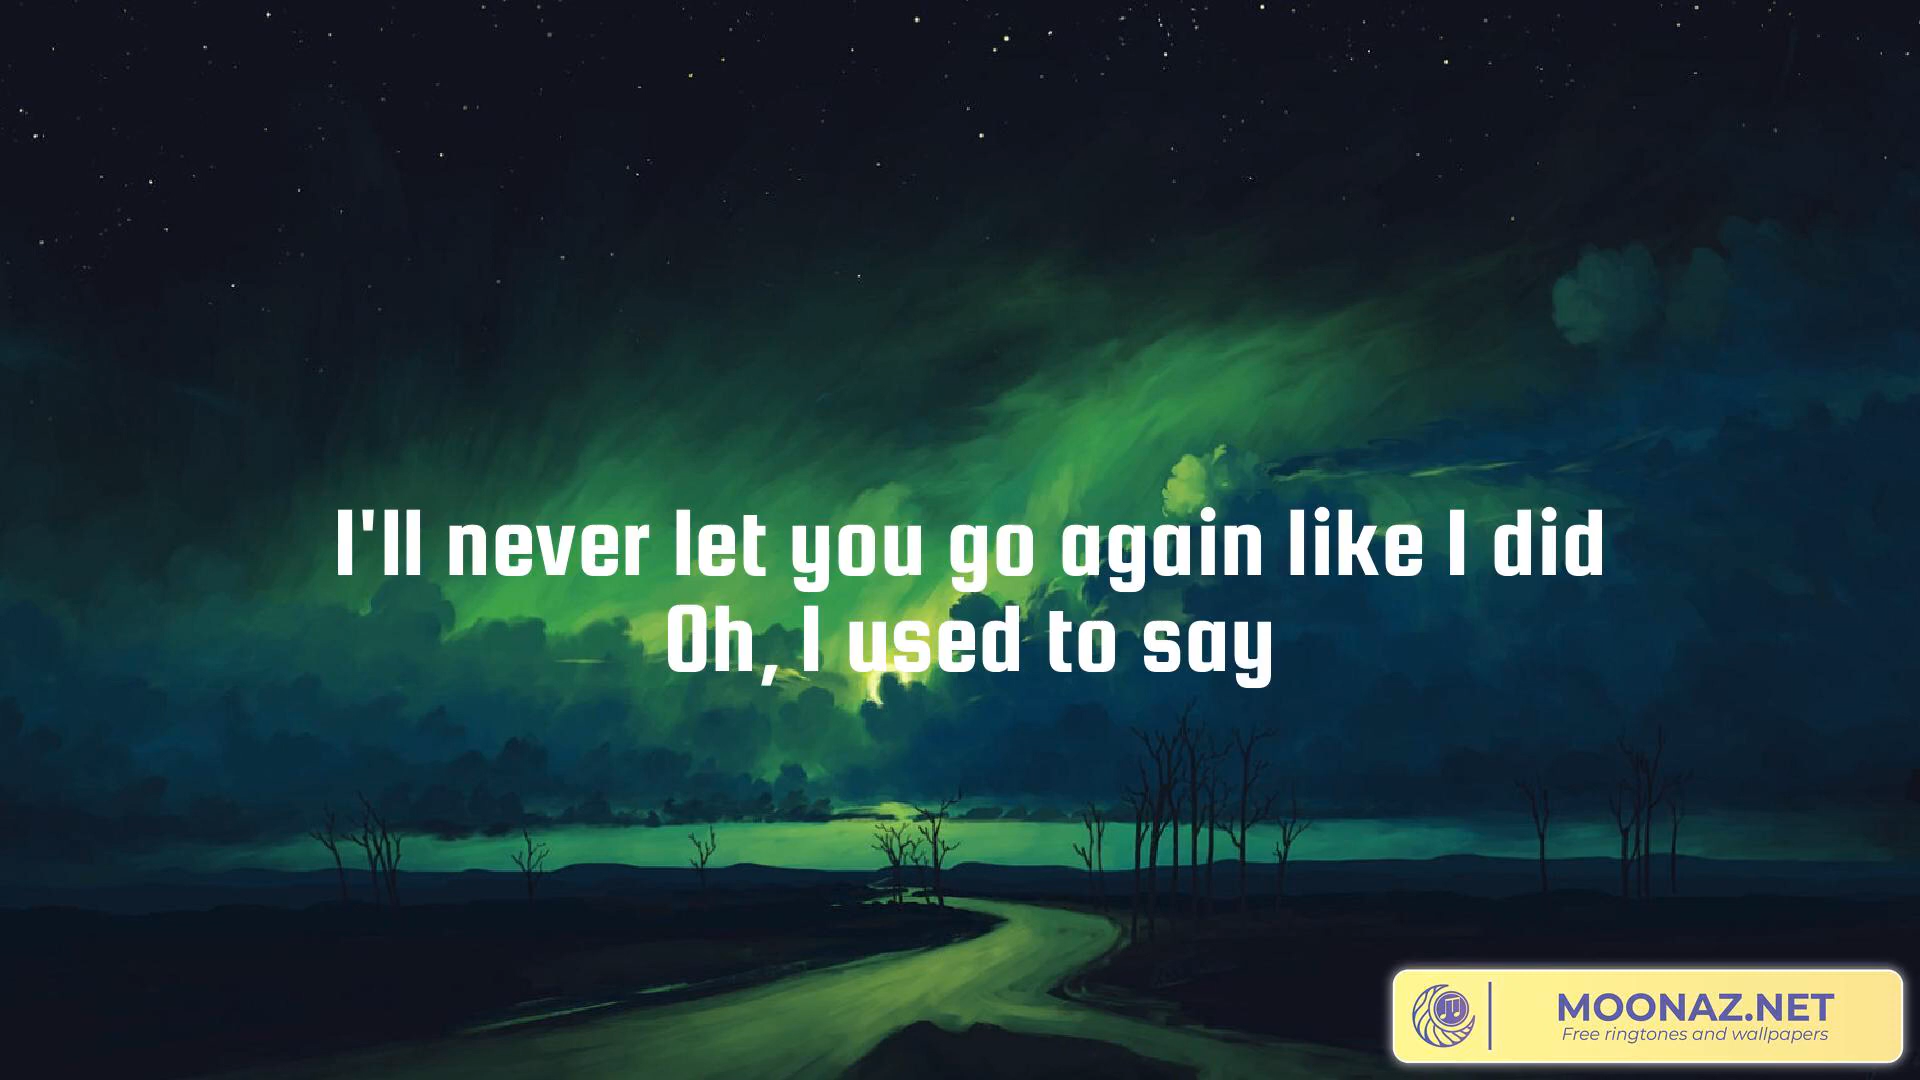 I'll never let you go again like I did
Oh, I used to say
MOONAZ.NET
Free ringtones and wallpapers